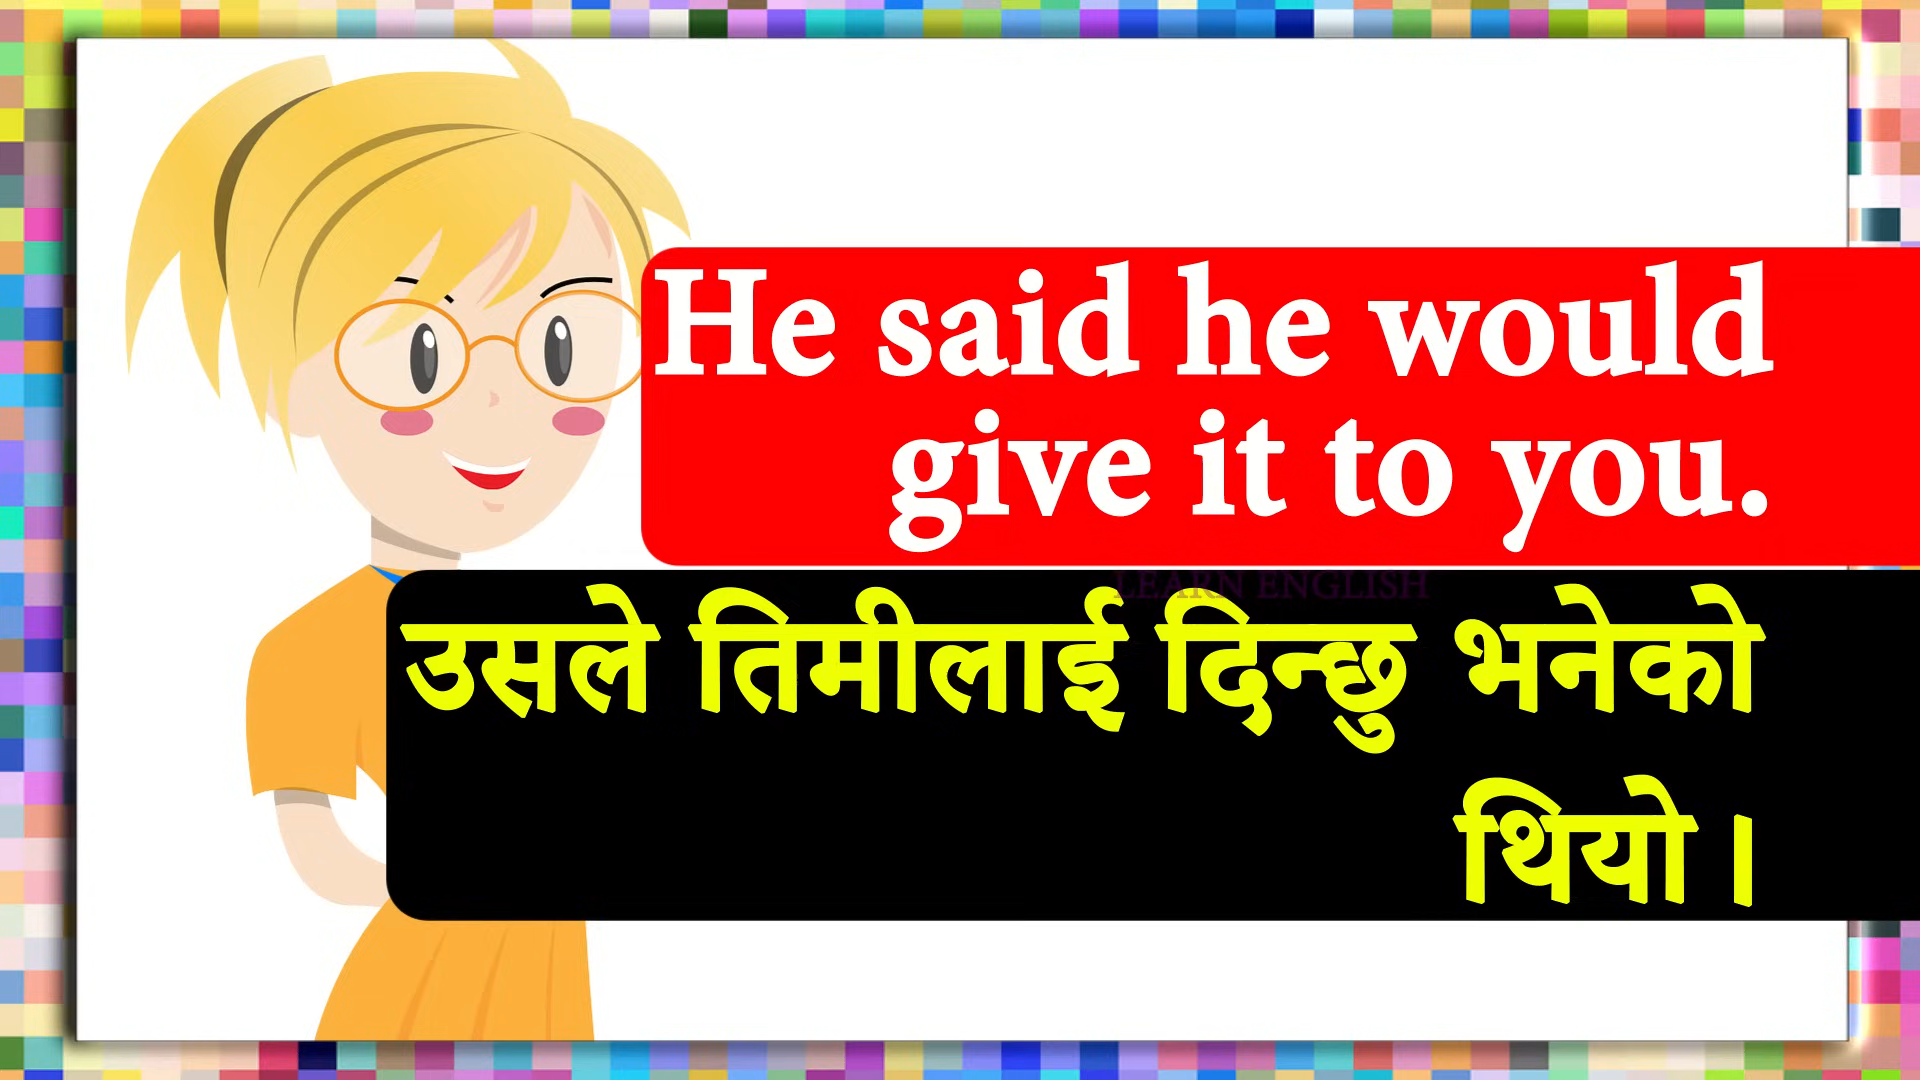 He said he would
give it to you.
LEARN ENGLISH
उसले तिमीलाई दिन्छु भनेको
थियो ।